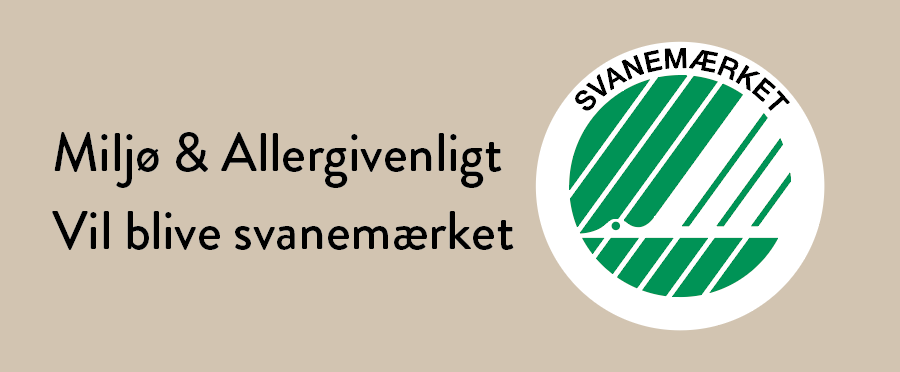 Miljø & Allergivenligt
Vil blive svanemærket
SVANEMÆRKET